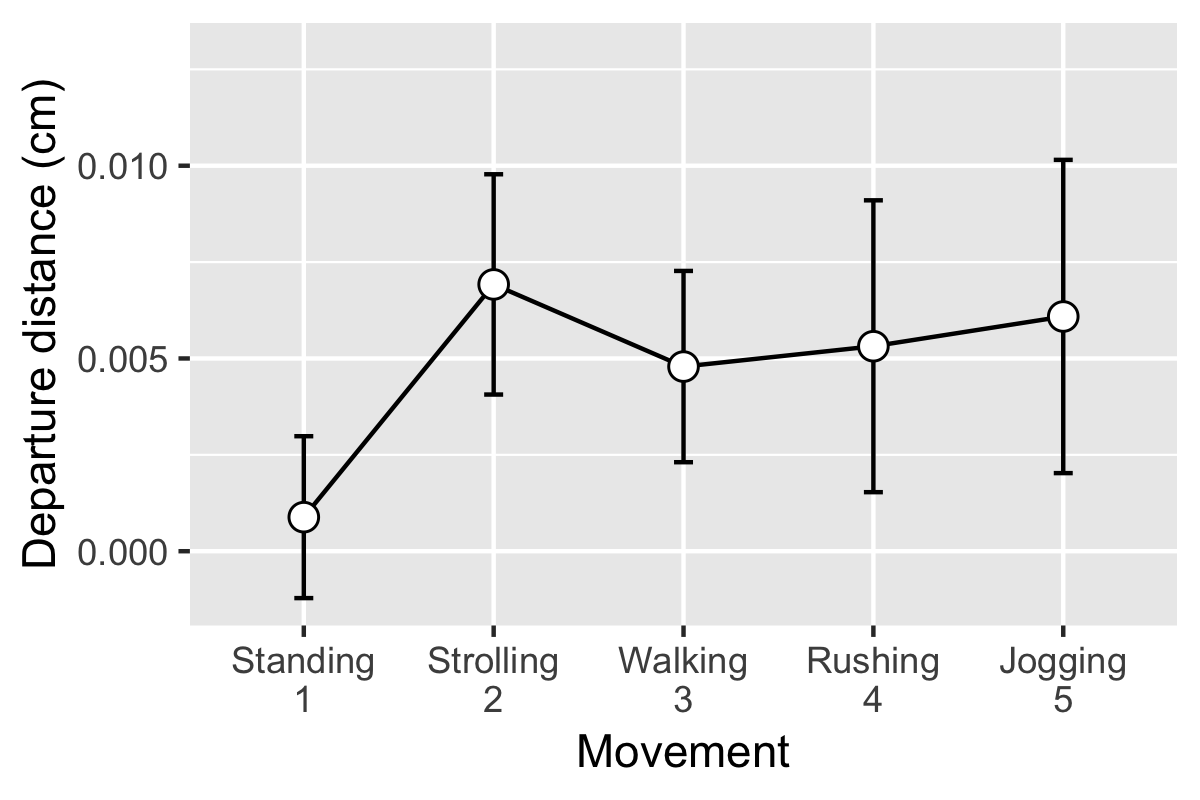 Departure distance (cm)
0.010
0.005
0.000
Standing Strolling Walking Rushing Jogging
1 2 3 4 5
Movement